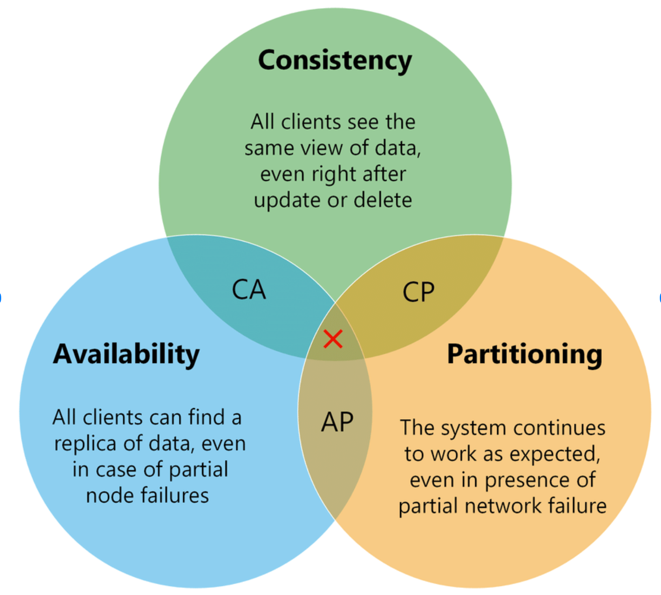 Consistency
All clients see the
same view of data,
even right after
update or delete
CA
CP
Availability
Partitioning
All clients can find a
replica of data, even
in case of partial
node failures
AP
The system continues
to work as expected,
even in presence of
partial network failure